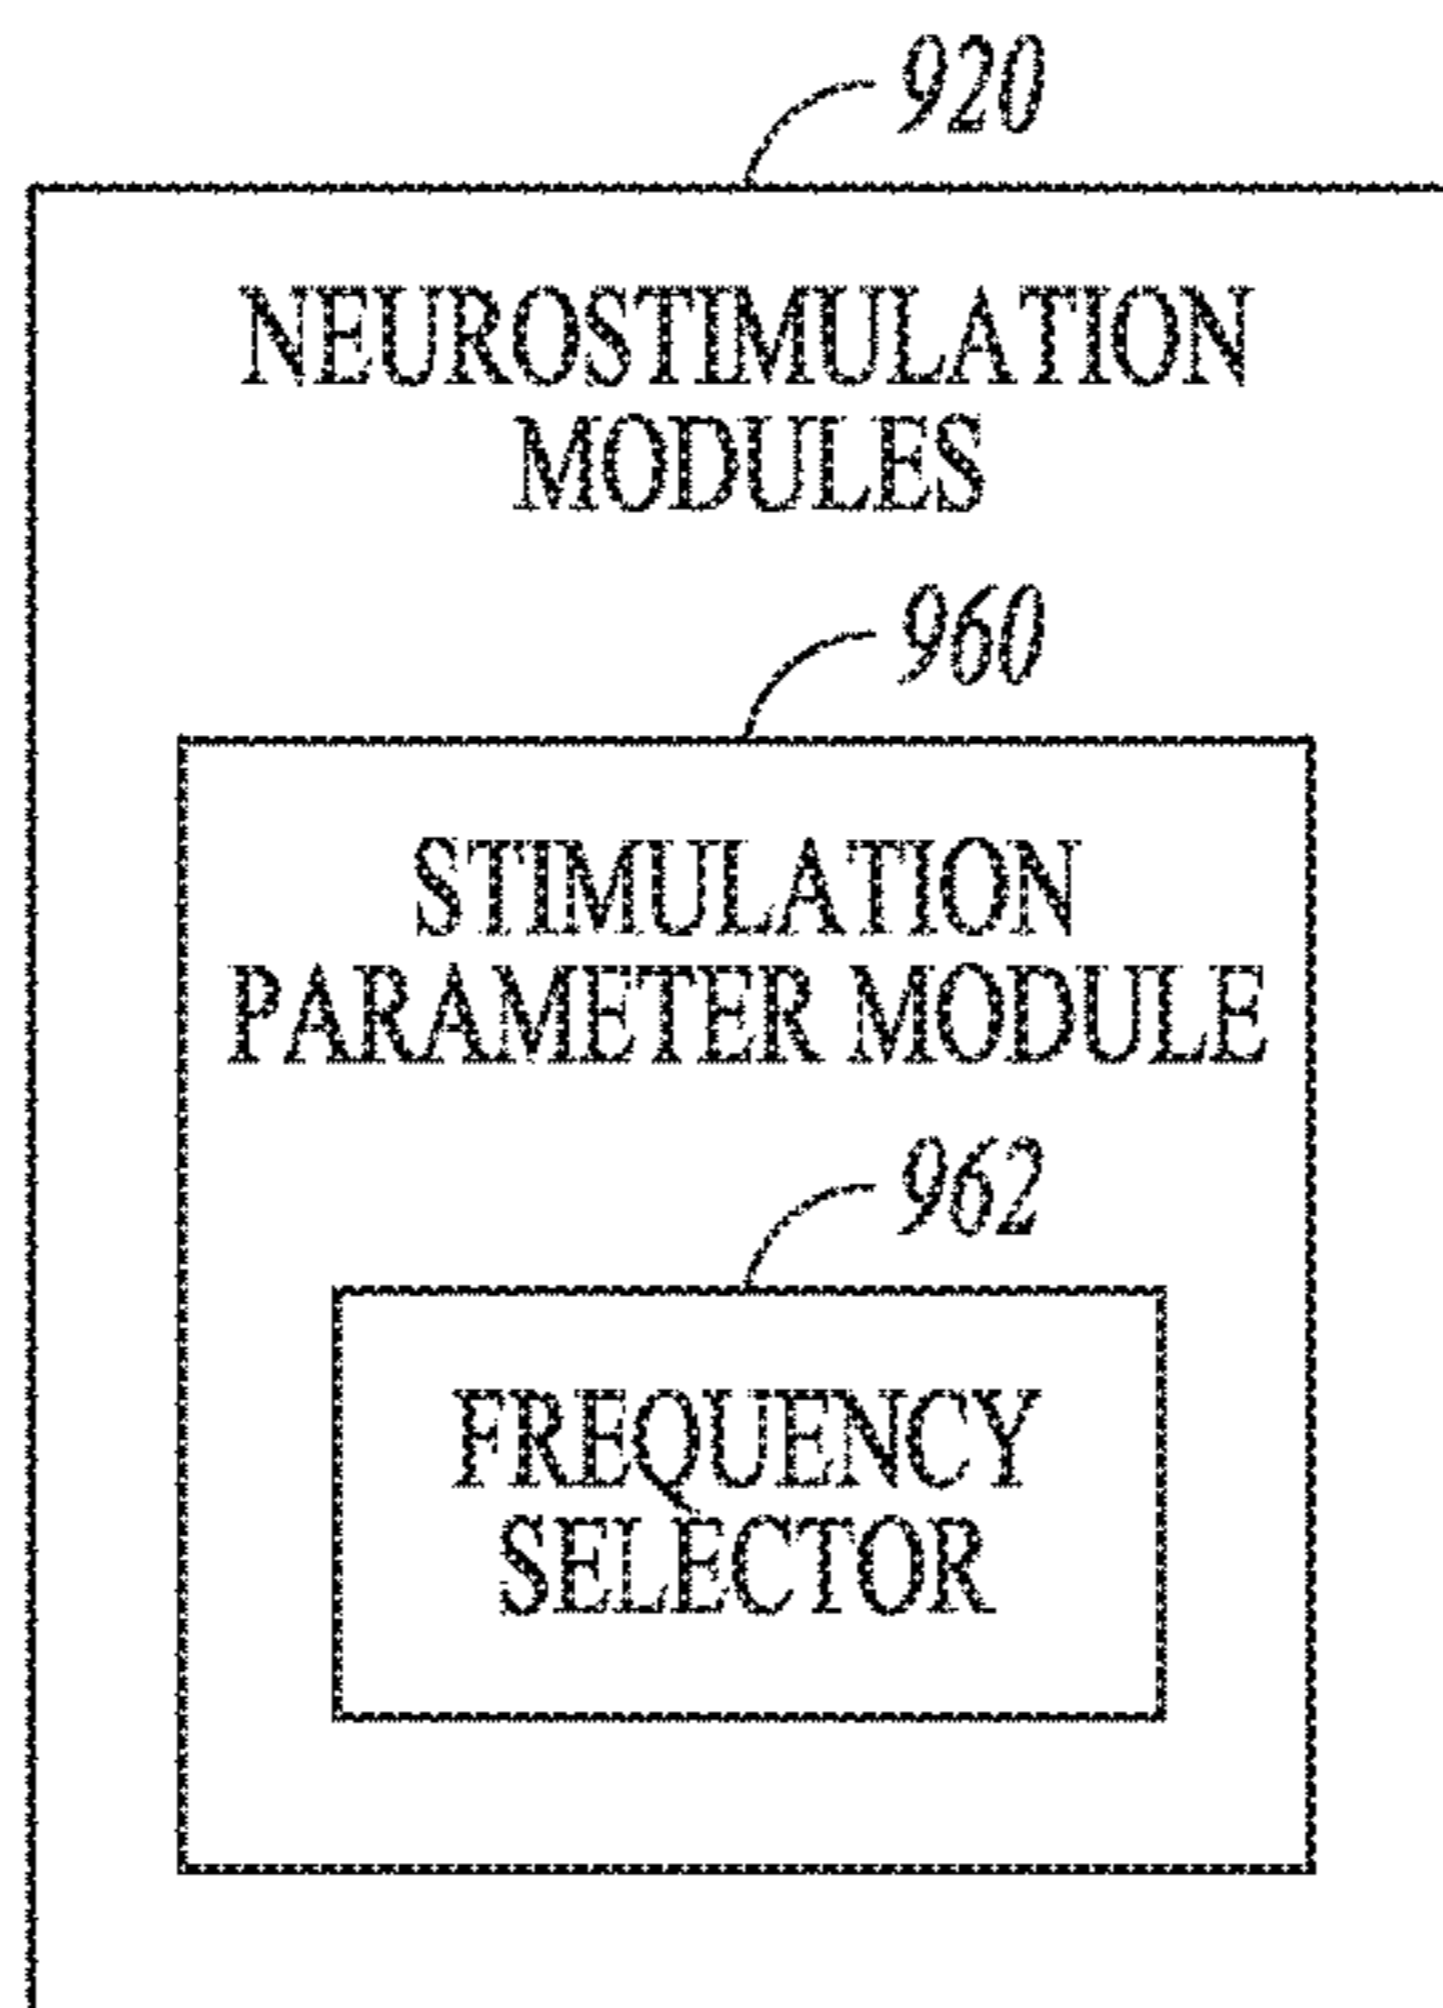 920
NEUROSTIMULATION
MODULES
960
STIMULATION
PARAMETER MODULE
962
FREQUENCY
SELECTOR